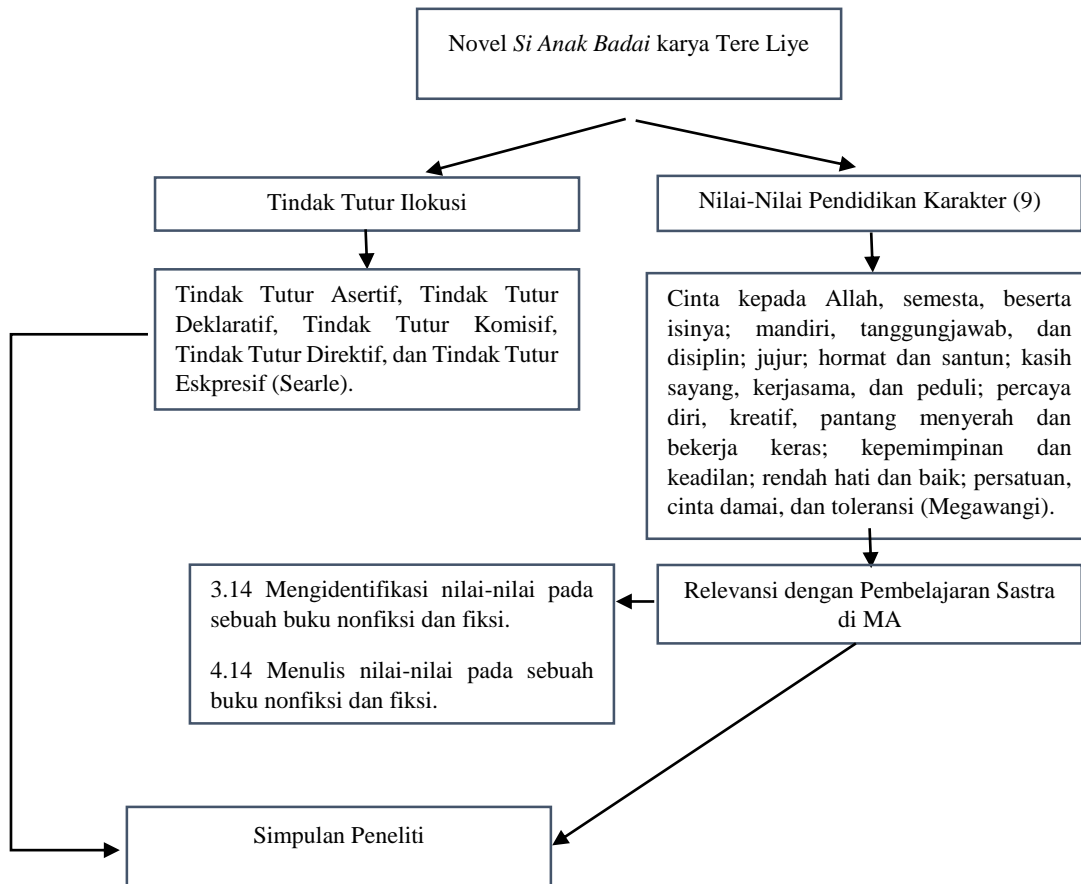 Novel Si Anak Badai karya Tere Liye
Tindak Tutur Ilokusi
Nilai-Nilai Pendidikan Karakter (9)
Tindak Tutur Asertif, Tindak Tutur
Deklaratif, Tindak Tutur Komisif,
Tindak Tutur Direktif, dan Tindak Tutur
Eskpresif (Searle).
Cinta kepada Allah, semesta, beserta
isinya; mandiri, tanggungjawab, dan
disiplin; jujur; hormat dan santun; kasih
sayang, kerjasama, dan peduli; percaya
diri, kreatif, pantang menyerah dan
bekerja keras; kepemimpinan dan
keadilan; rendah hati dan baik; persatuan,
cinta damai, dan toleransi (Megawangi).
3.14 Mengidentifikasi nilai-nilai pada
sebuah buku nonfiksi dan fiksi.
4.14 Menulis nilai-nilai pada sebuah
buku nonfiksi dan fiksi.
Relevansi dengan Pembelajaran Sastra
di MA
Simpulan Peneliti